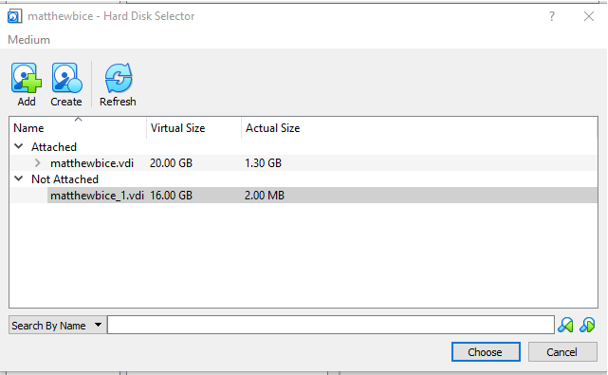 matthewbice - Hard Disk Selector
Medium
Add Create Refresh
Name Virtual Size Actual Size
Attached
matthewbice.vdi 20.00 GB 1.30 GB
Not Attached
matthewbice_1.vdi 16.00 GB 2.00 MB
Search By Name
Choose Cancel